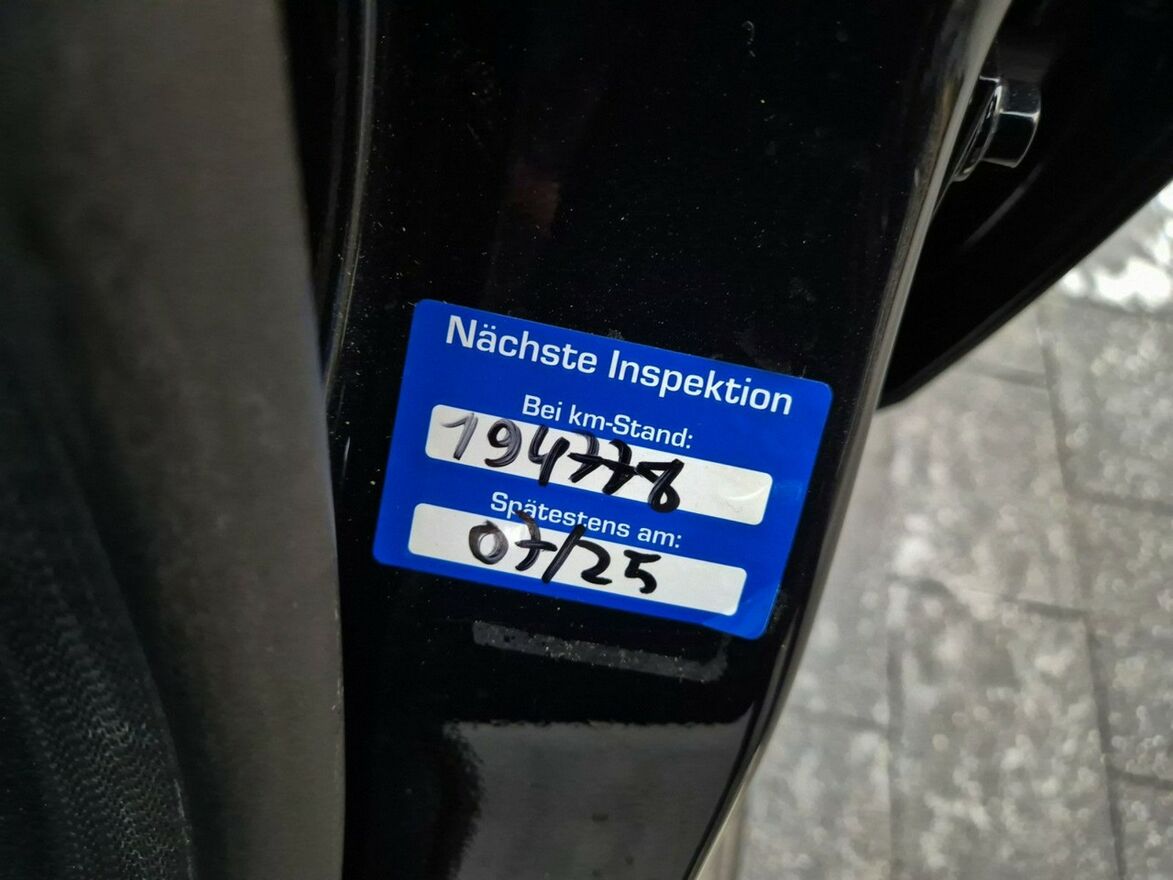 Nächste Inspektion
Bei km-Stand:
194778
Spätestens am:
07/25